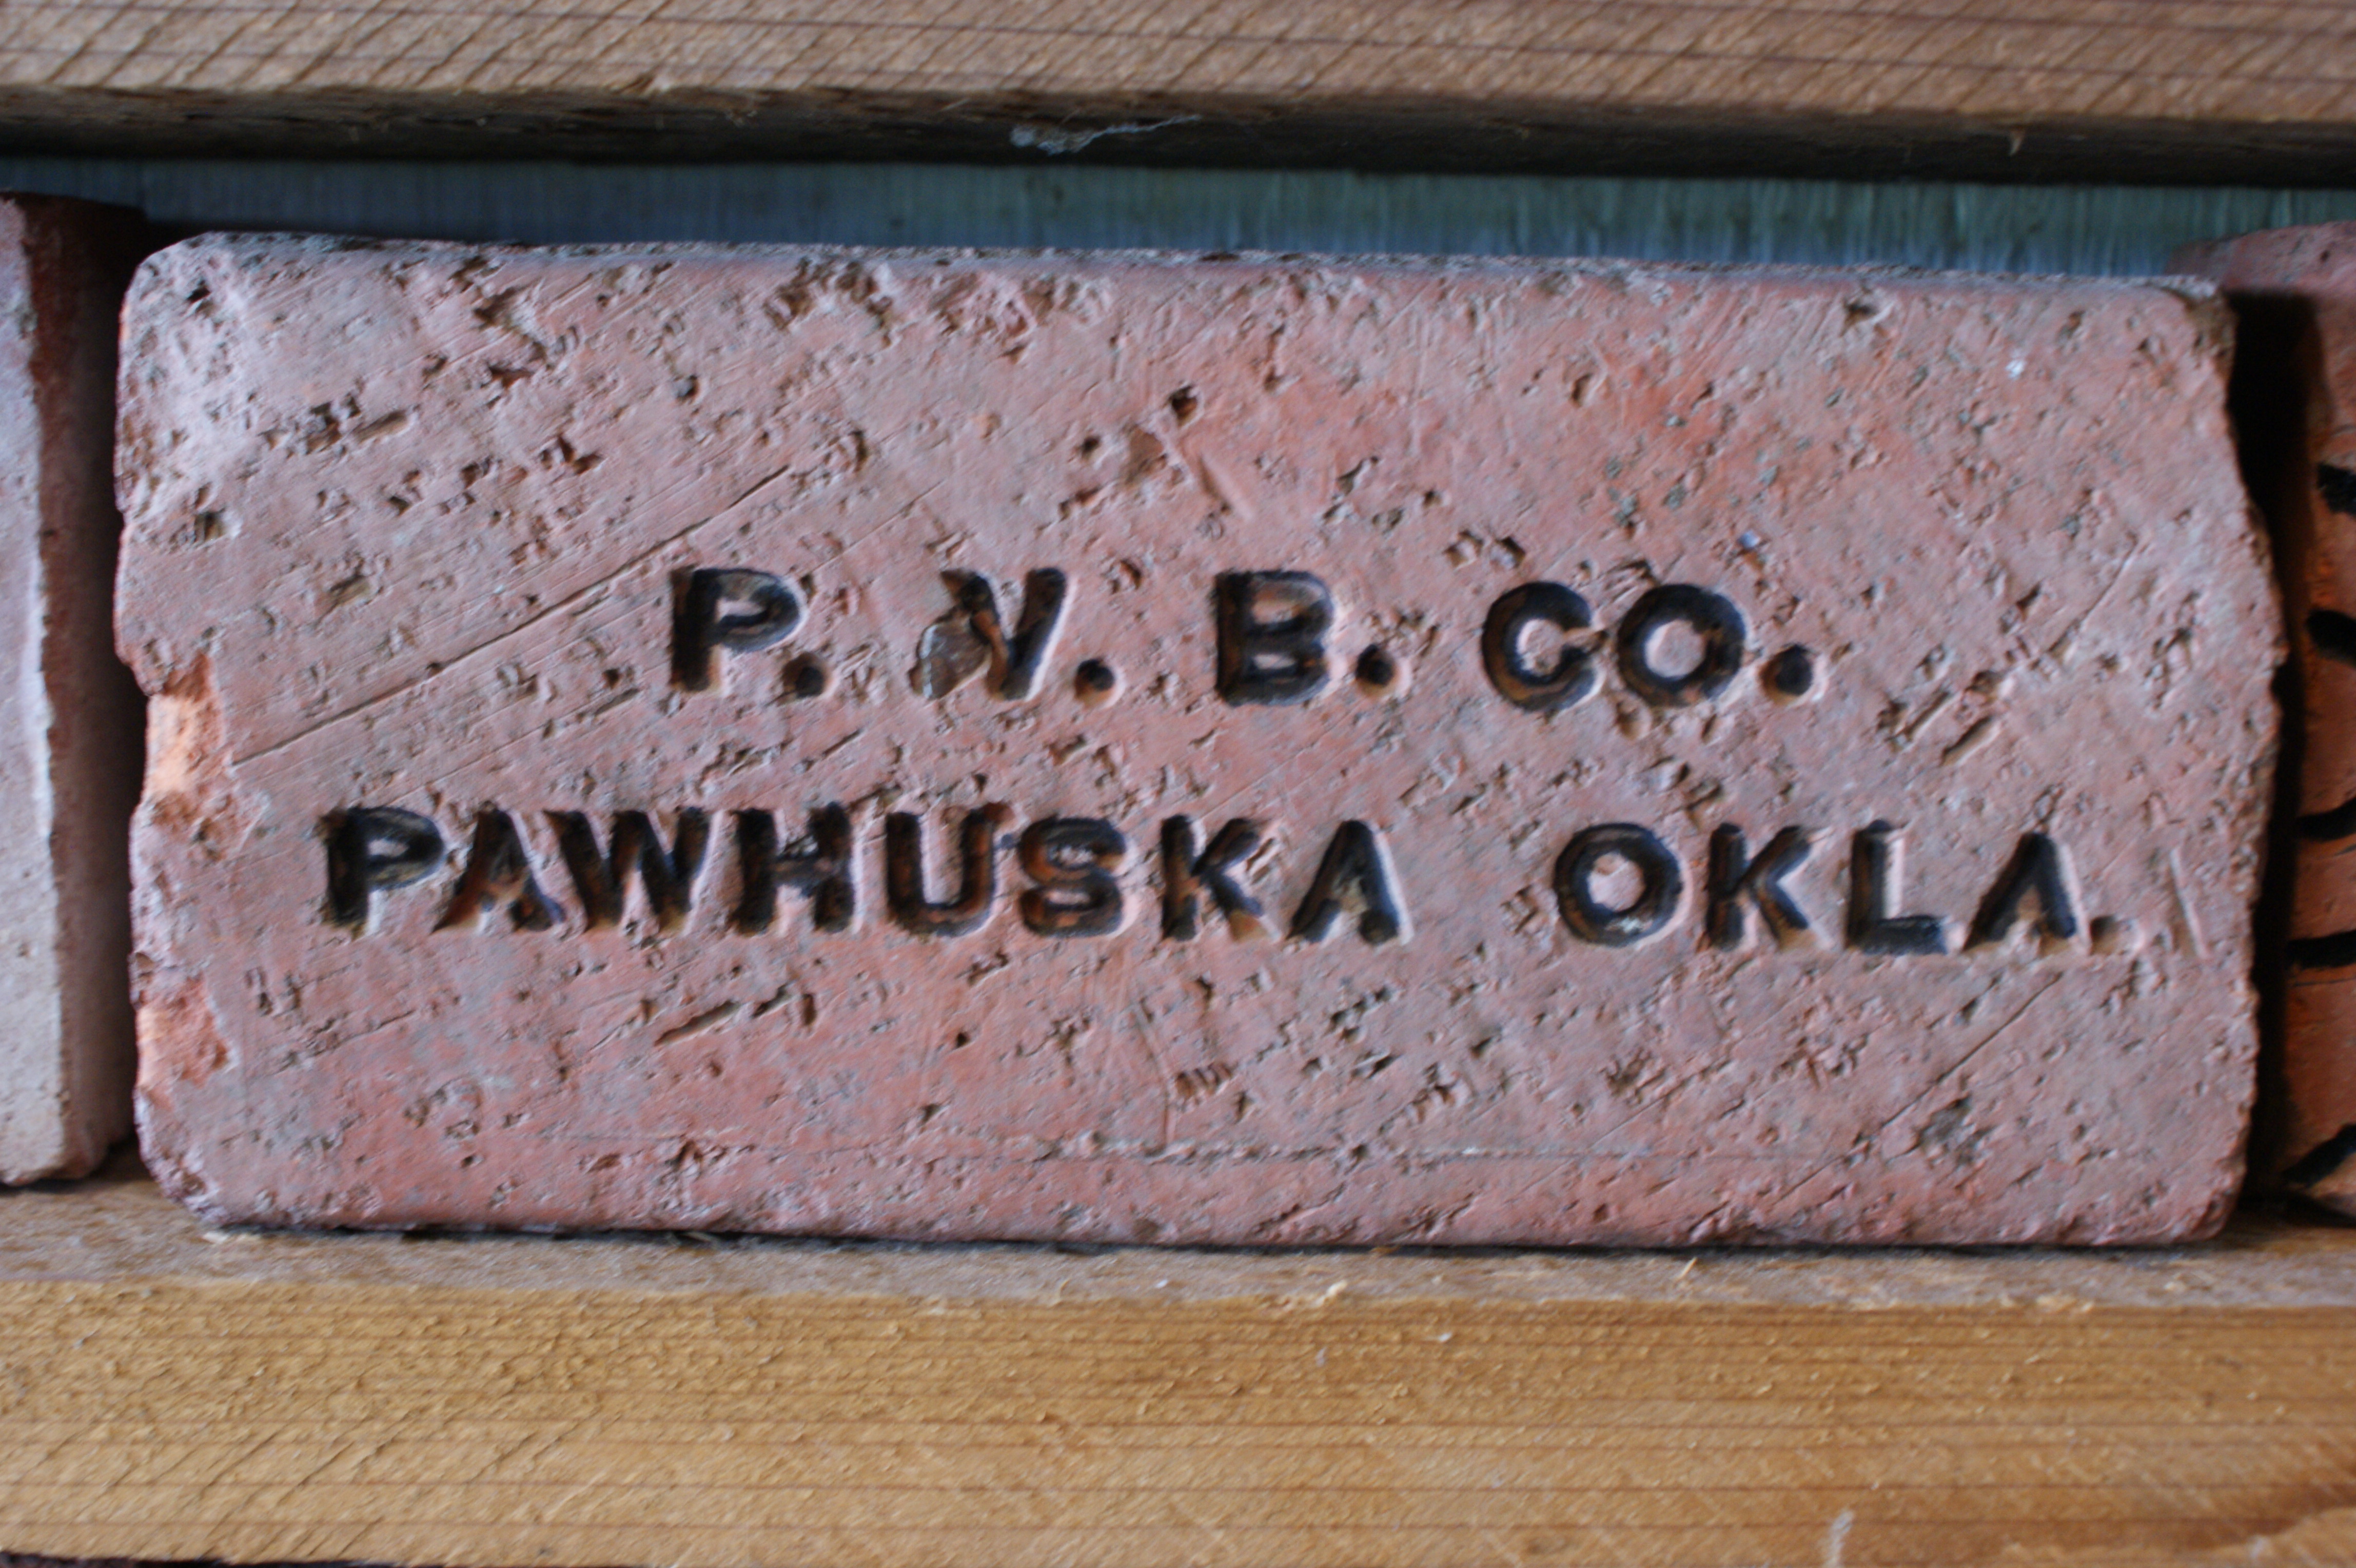 P. V. B. CO.
PAWHUSKA OKLA.